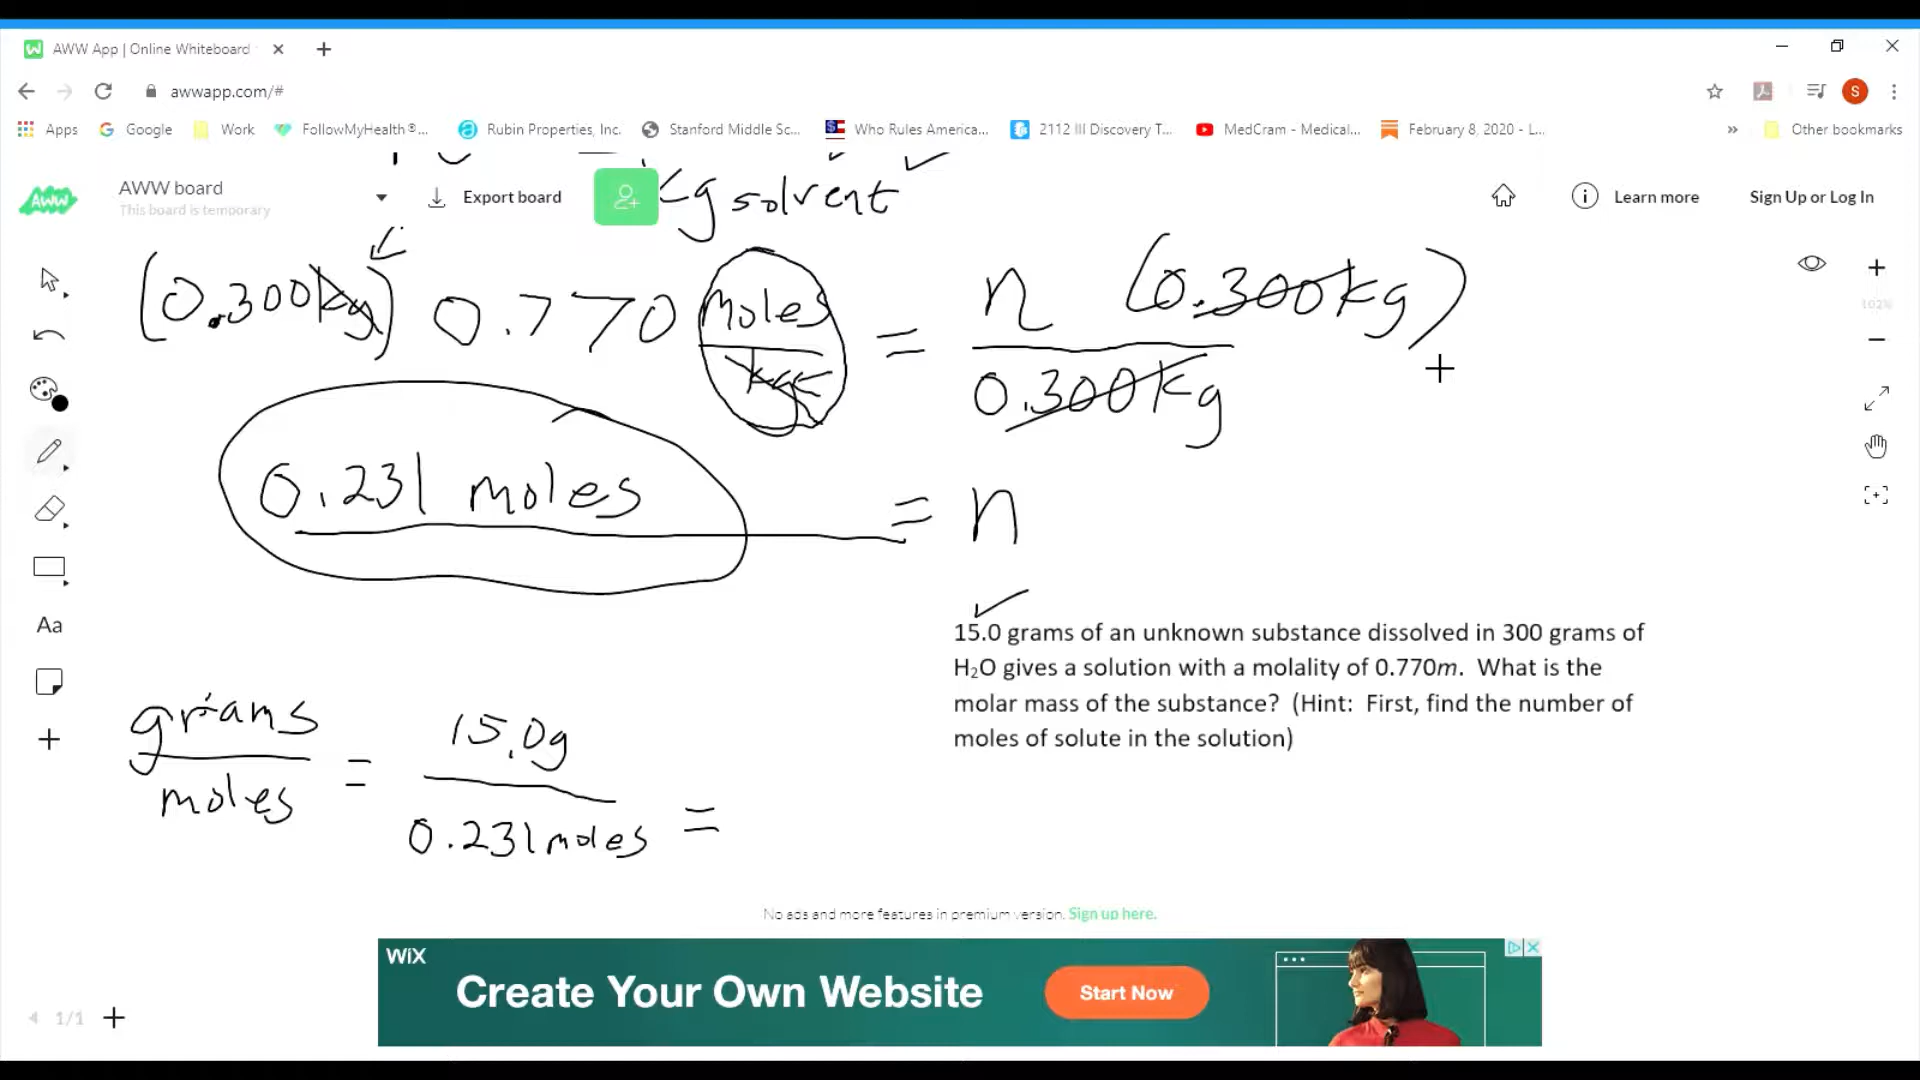 AWW App | Online Whiteboard
awwapp.com/#
Apps Google Work FollowMyHealth®... Rubin Properties, Inc. Stanford Middle Sc... Who Rules America... 2112 III Discovery T... MedCram - Medical... February 8, 2020 - L... » Other bookmarks
AWW
AWW board
This board is temporary
Export board
Learn more
Sign Up or Log In
kg solvent
(0.300kg) 0.770 moles/kg = n/0.300kg (0.300kg)
102%
0.231 moles = n
Aa
15.0 grams of an unknown substance dissolved in 300 grams of
H₂O gives a solution with a molality of 0.770m. What is the
molar mass of the substance? (Hint: First, find the number of
moles of solute in the solution)
grams/moles = 15.0g/0.231moles =
No ads and more features in premium version. Sign up here.
WiX
Create Your Own Website
Start Now
1/1
S